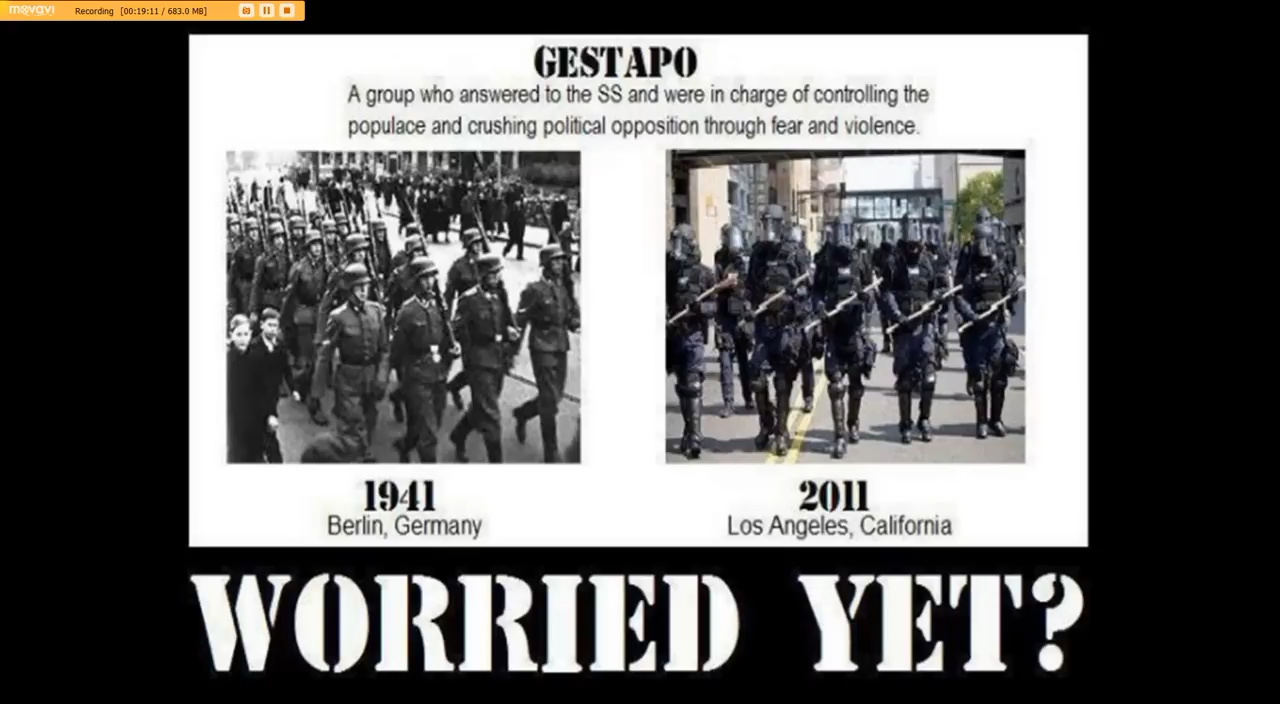 movavi Recording [00:19:11 / 683.0 MB]
GESTAPO
A group who answered to the SS and were in charge of controlling the
populace and crushing political opposition through fear and violence.
1941
Berlin, Germany
2011
Los Angeles, California
WORRIED YET?